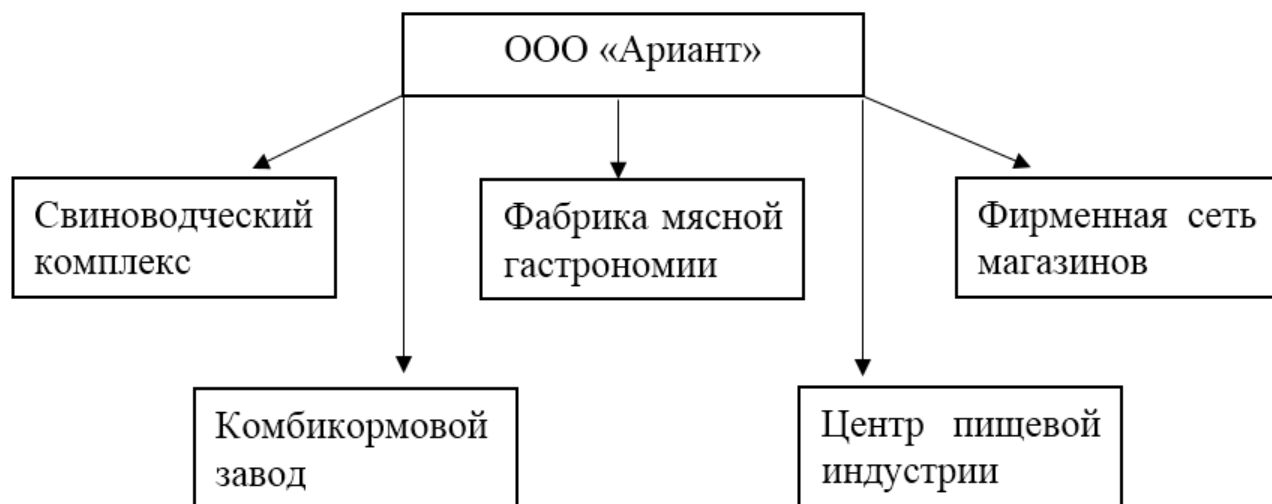 ООО «Ариант»
Свиноводческий
комплекс
Фабрика мясной
гастрономии
Фирменная сеть
магазинов
Комбикормовой
завод
Центр пищевой
индустрии